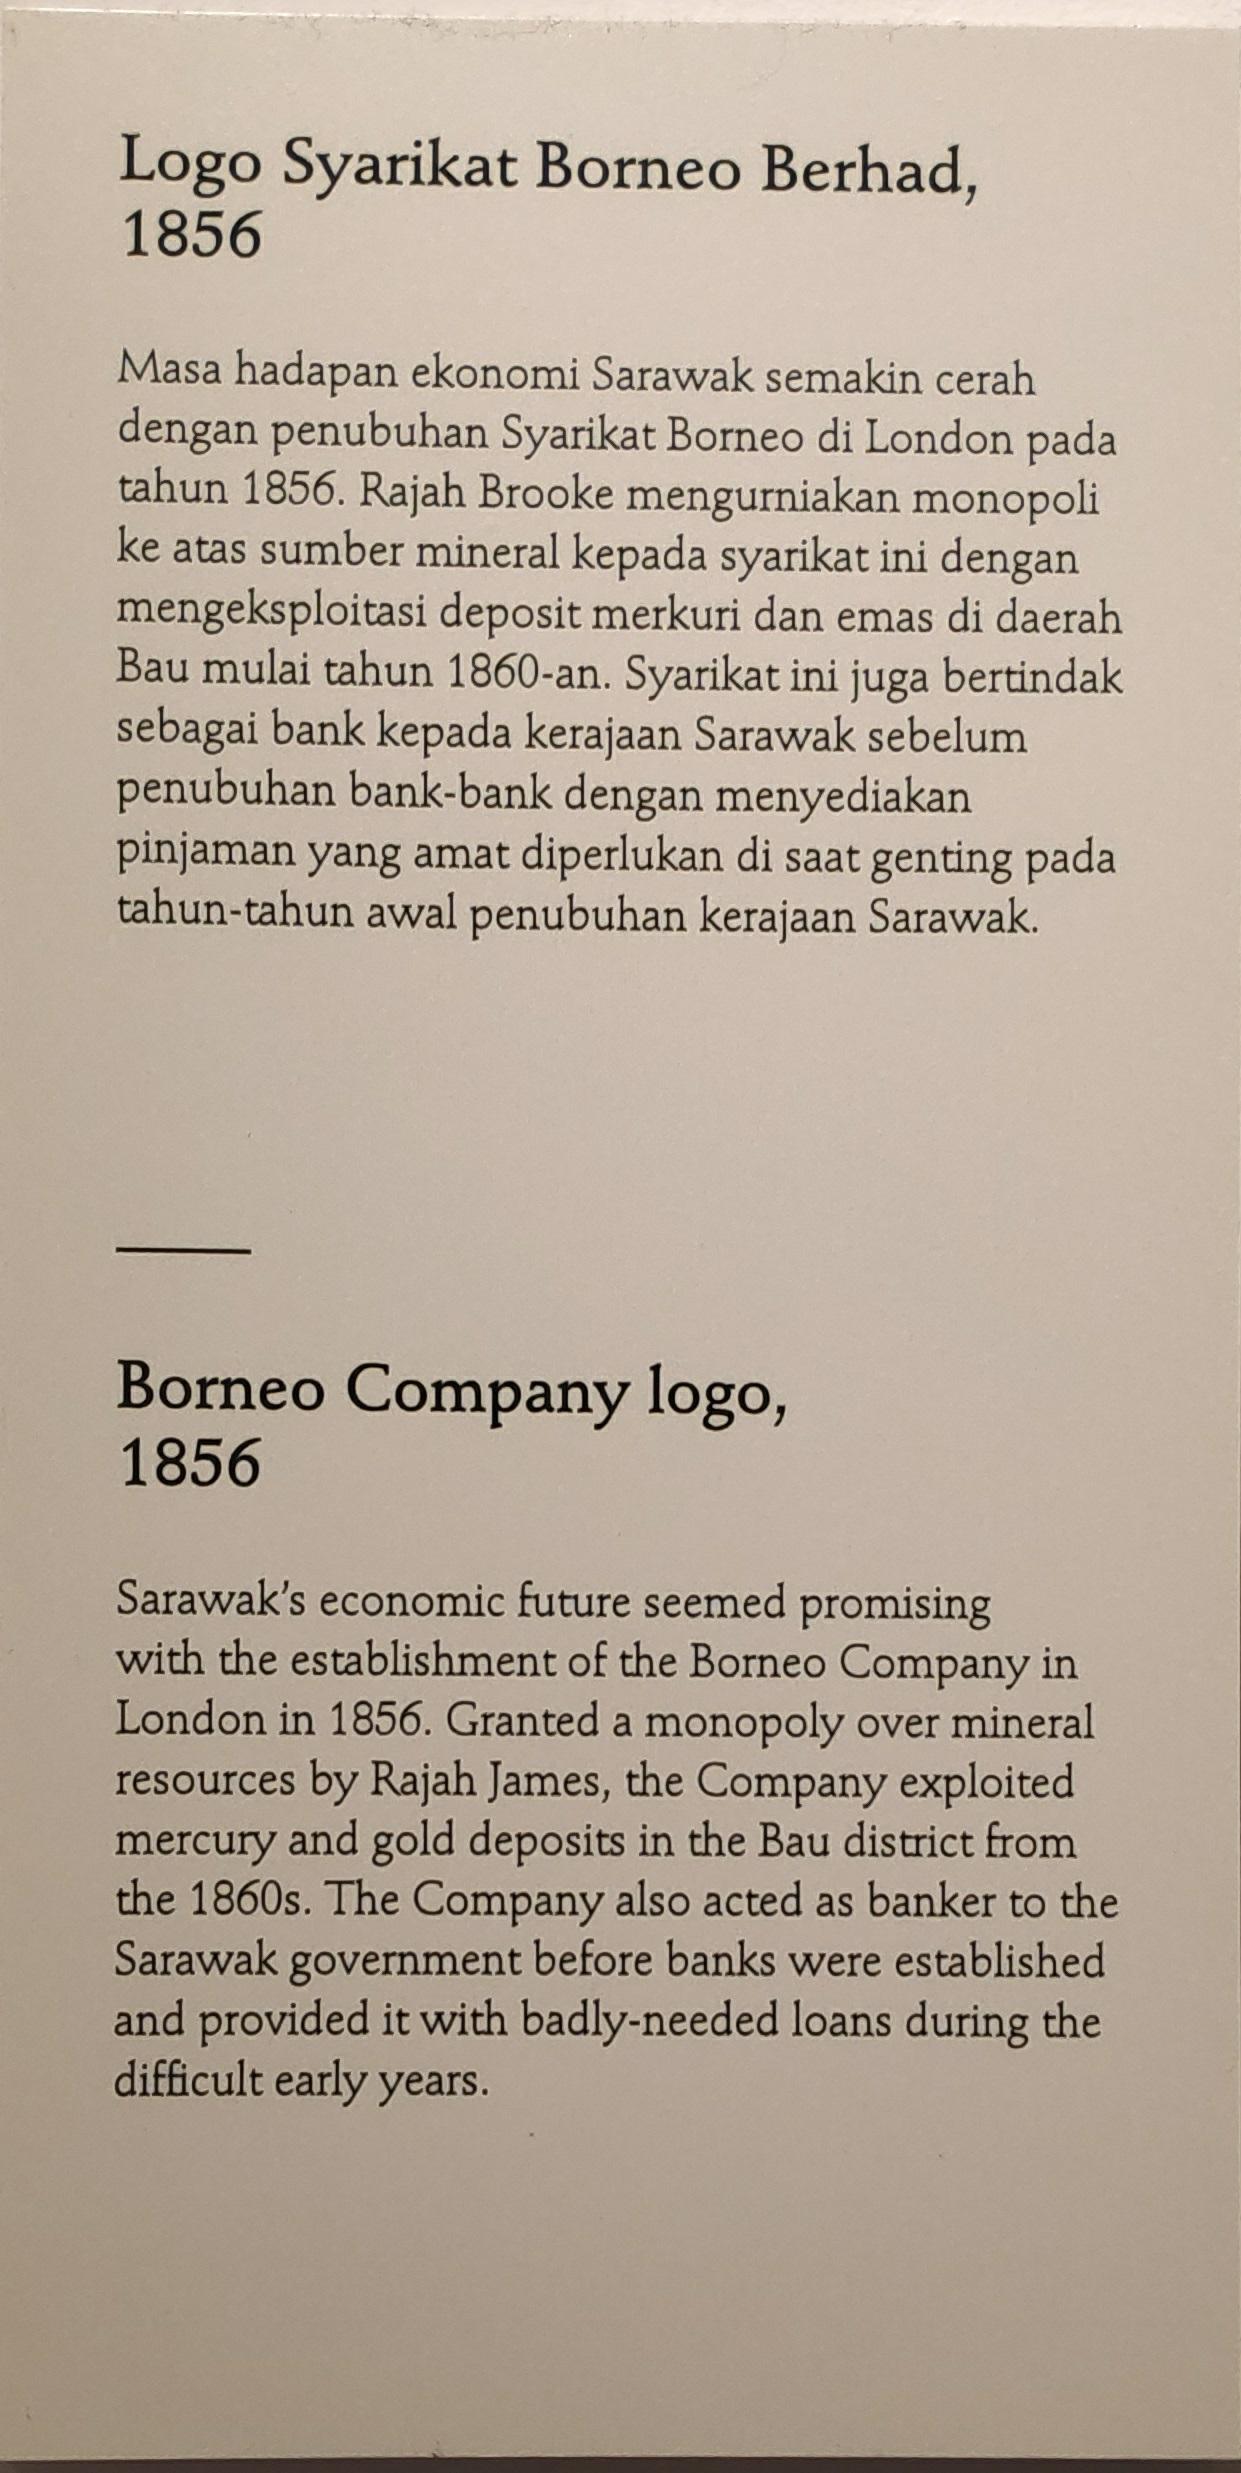 Logo Syarikat Borneo Berhad,
1856
Masa hadapan ekonomi Sarawak semakin cerah
dengan penubuhan Syarikat Borneo di London pada
tahun 1856. Rajah Brooke mengurniakan monopoli
ke atas sumber mineral kepada syarikat ini dengan
mengeksploitasi deposit merkuri dan emas di daerah
Bau mulai tahun 1860-an. Syarikat ini juga bertindak
sebagai bank kepada kerajaan Sarawak sebelum
penubuhan bank-bank dengan menyediakan
pinjaman yang amat diperlukan di saat genting pada
tahun-tahun awal penubuhan kerajaan Sarawak.
Borneo Company logo,
1856
Sarawak's economic future seemed promising
with the establishment of the Borneo Company in
London in 1856. Granted a monopoly over mineral
resources by Rajah James, the Company exploited
mercury and gold deposits in the Bau district from
the 1860s. The Company also acted as banker to the
Sarawak government before banks were established
and provided it with badly-needed loans during the
difficult early years.